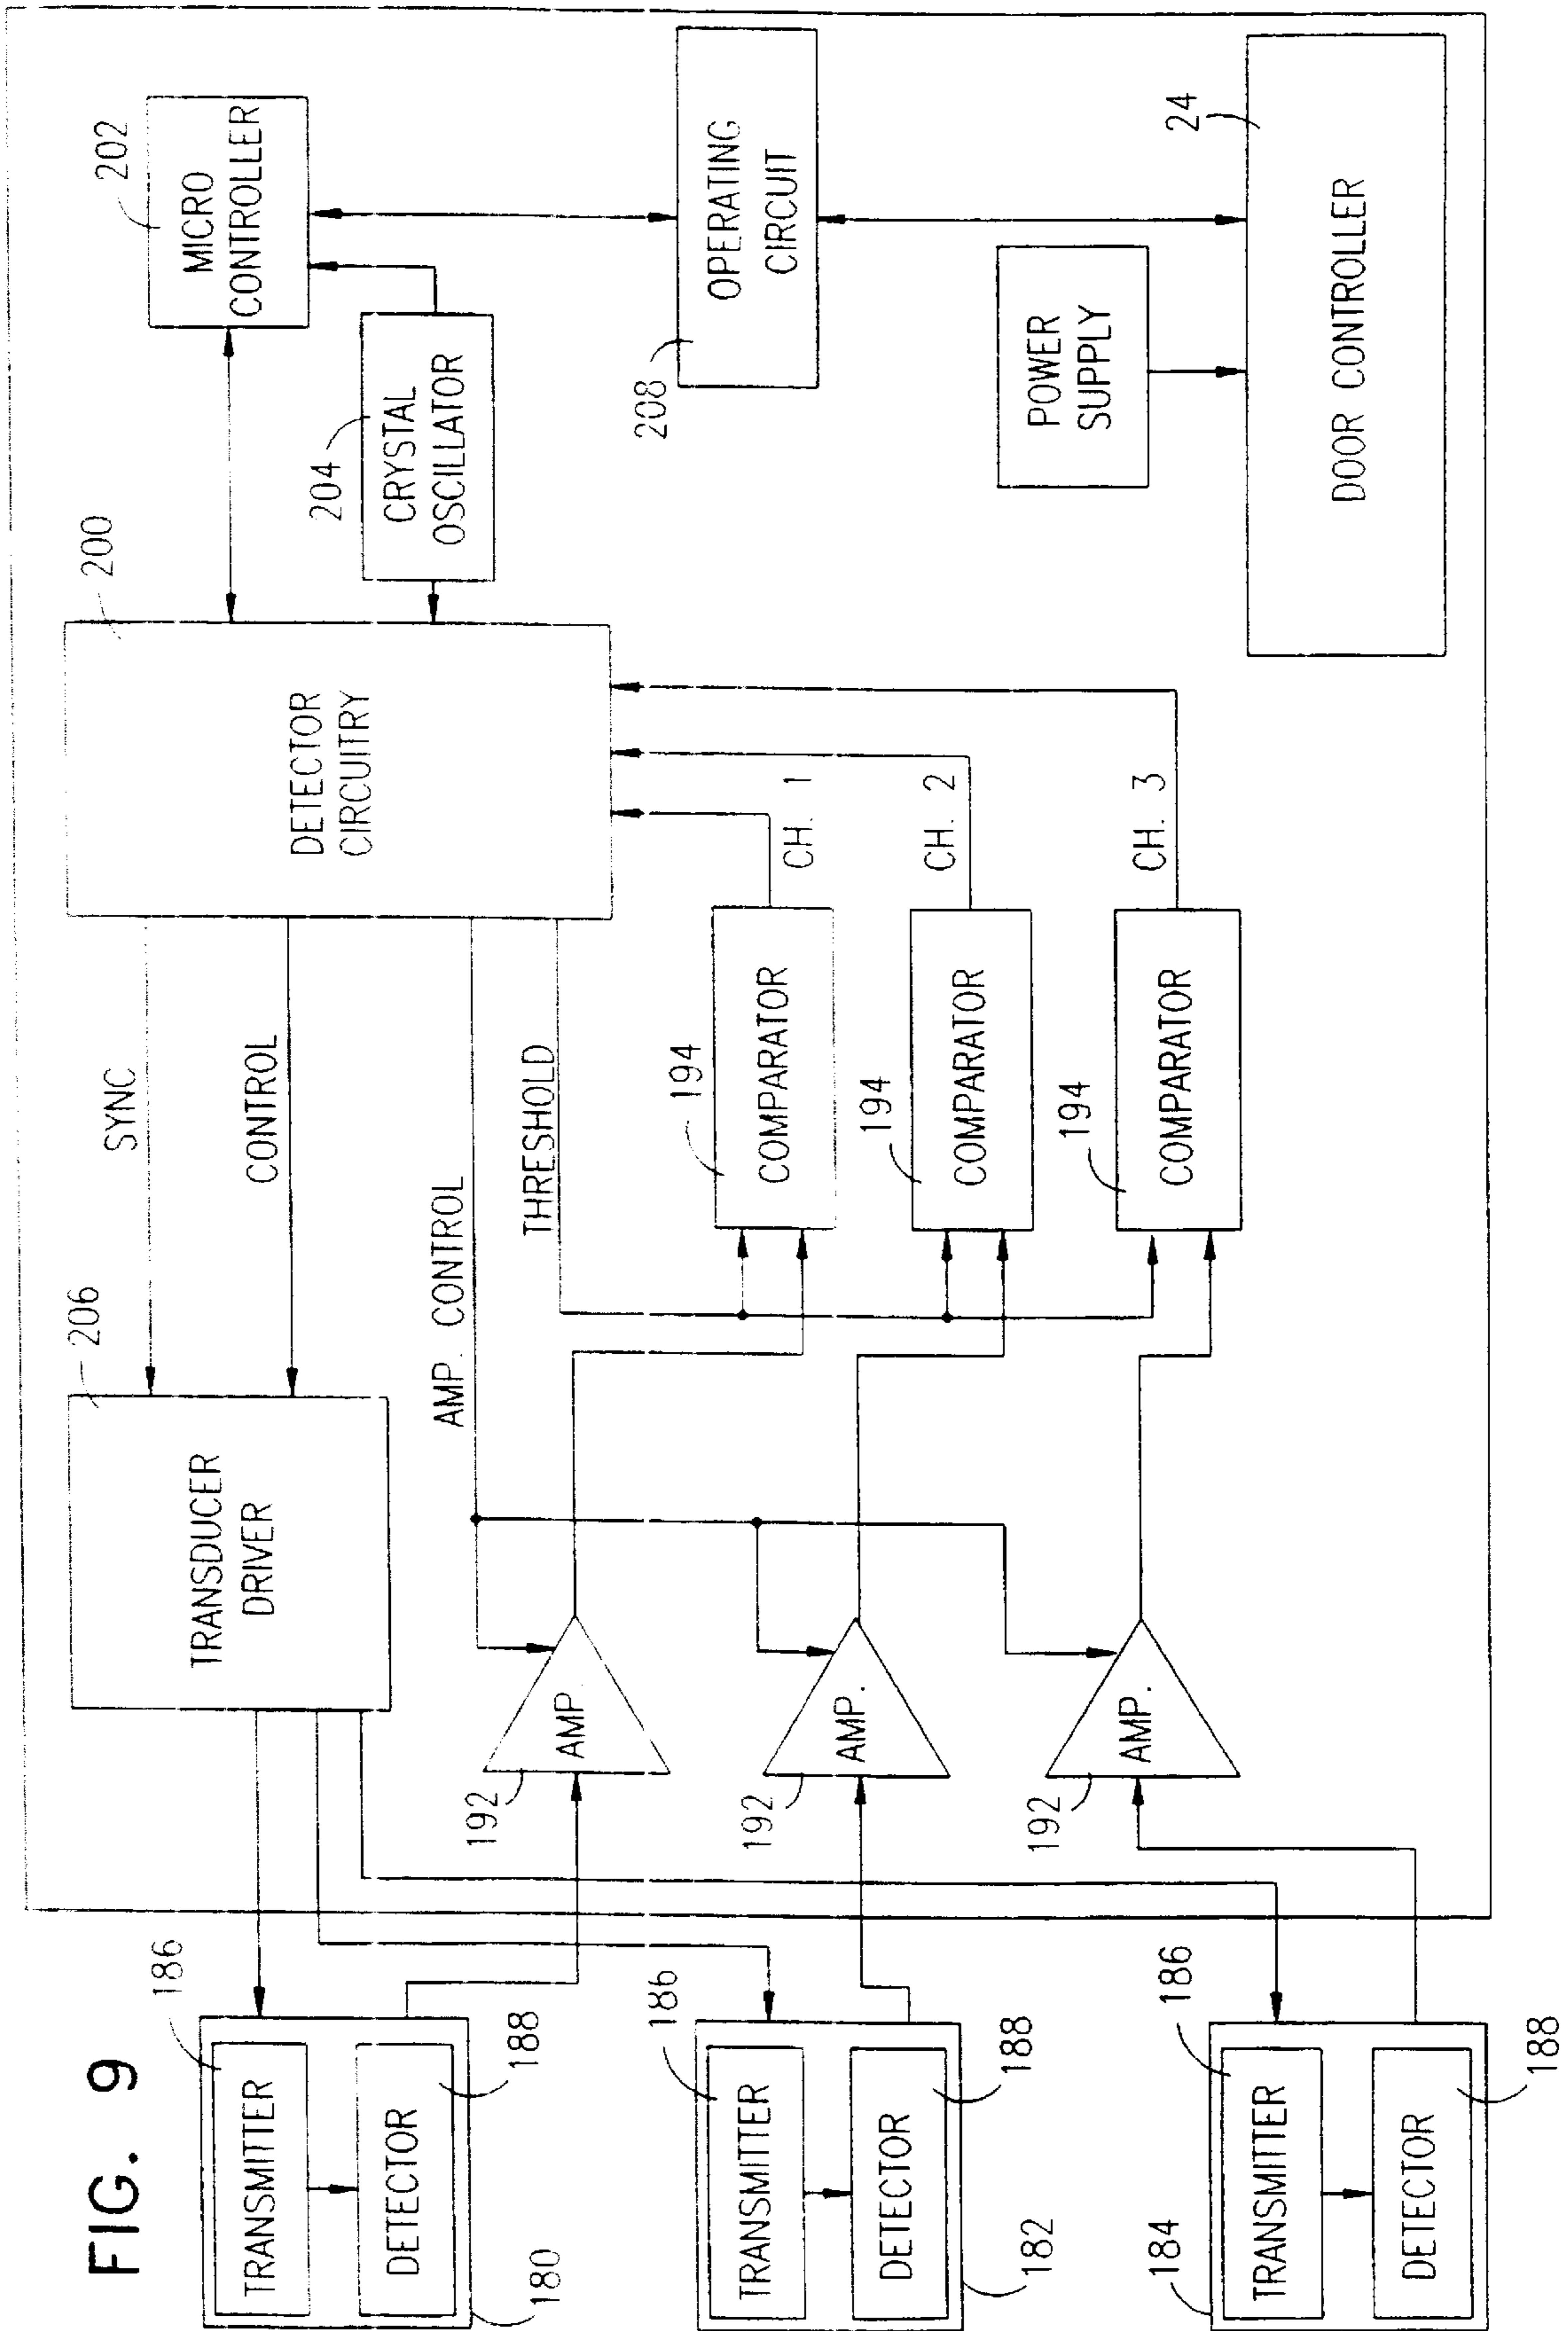 FIG. 9
186
TRANSMITTER
DETECTOR
188
180
186
TRANSMITTER
DETECTOR
188
182
184
186
TRANSMITTER
DETECTOR
188
206
TRANSDUCER
DRIVER
SYNC
CONTROL
AMP. CONTROL
THRESHOLD
AMP.
192
AMP.
192
AMP.
192
194
COMPARATOR
CH. 1
194
COMPARATOR
CH. 2
194
COMPARATOR
CH. 3
200
DETECTOR
CIRCUITRY
202
MICRO
CONTROLLER
204
CRYSTAL
OSCILLATOR
208
OPERATING
CIRCUIT
POWER
SUPPLY
24
DOOR CONTROLLER